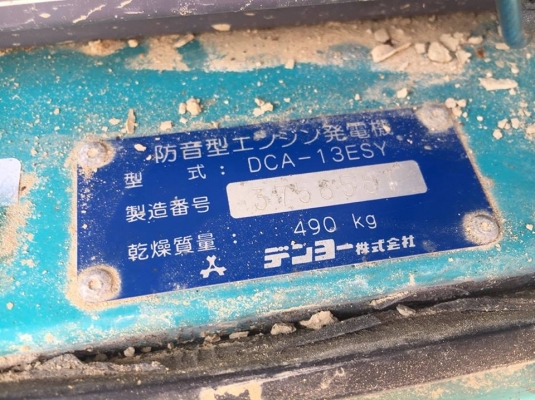 防音型エンジン発電機
型式: DCA-13ESY
製造番号
乾燥質量: 490 kg
デンヨー株式会社